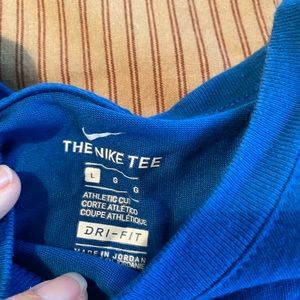 THE NIKE TEE
L G G
ATHLETIC CUT
CORTE ATLÉTICO
COUPE ATHLÉTIQUE
DRI-FIT
MADE IN JORDAN